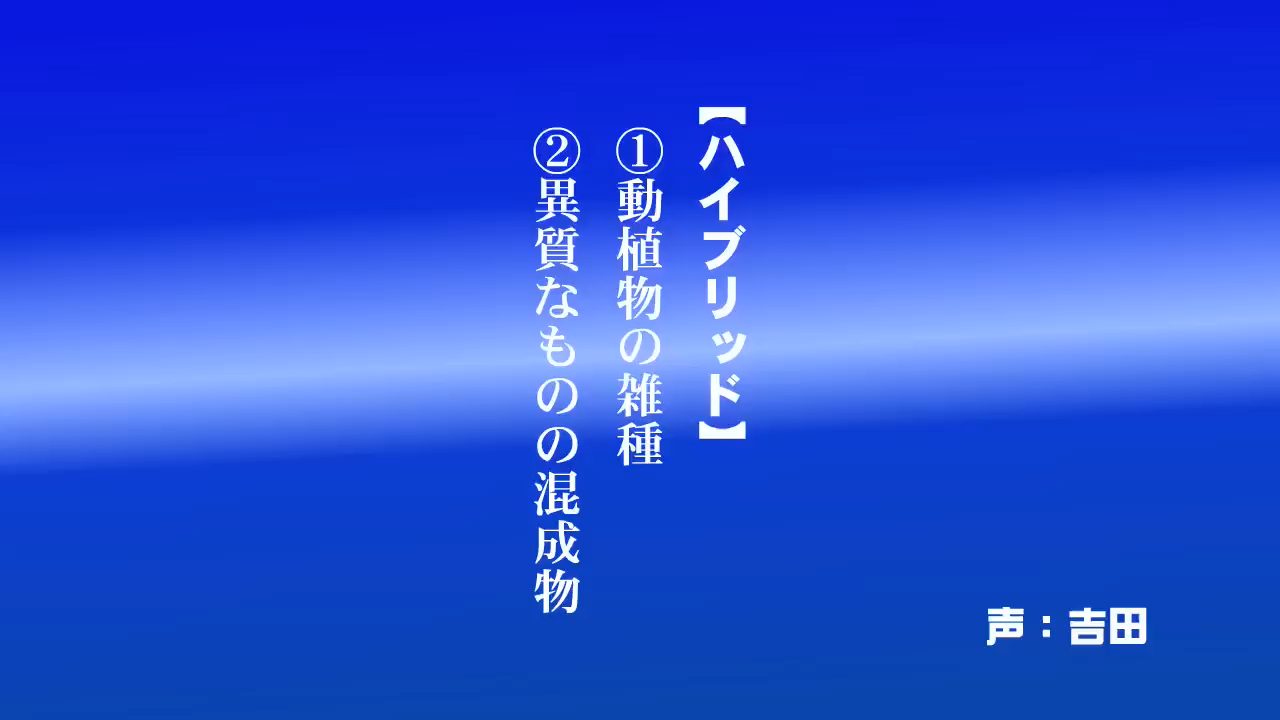 【ハイブリッド】
①動植物の雑種
②異質なものの混成物
声：吉田